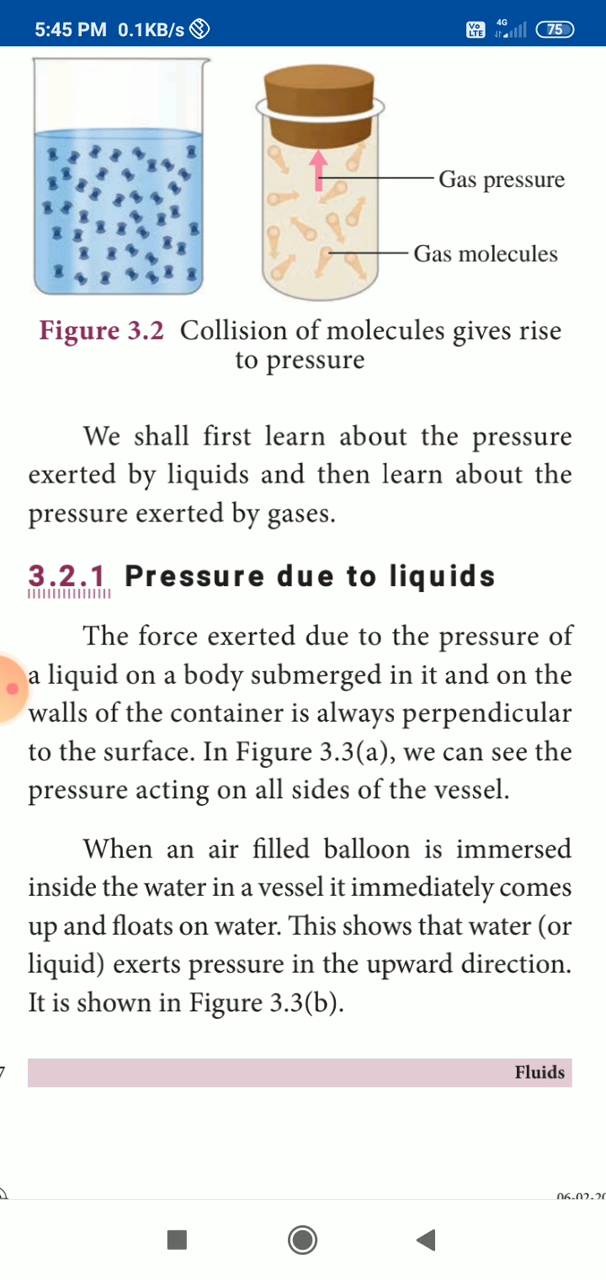 5:45 PM 0.1KB/s
Vo LTE 4G 75
Gas pressure
Gas molecules
Figure 3.2 Collision of molecules gives rise
to pressure
We shall first learn about the pressure
exerted by liquids and then learn about the
pressure exerted by gases.
3.2.1 Pressure due to liquids
The force exerted due to the pressure of
a liquid on a body submerged in it and on the
walls of the container is always perpendicular
to the surface. In Figure 3.3(a), we can see the
pressure acting on all sides of the vessel.
When an air filled balloon is immersed
inside the water in a vessel it immediately comes
up and floats on water. This shows that water (or
liquid) exerts pressure in the upward direction.
It is shown in Figure 3.3(b).
7
Fluids